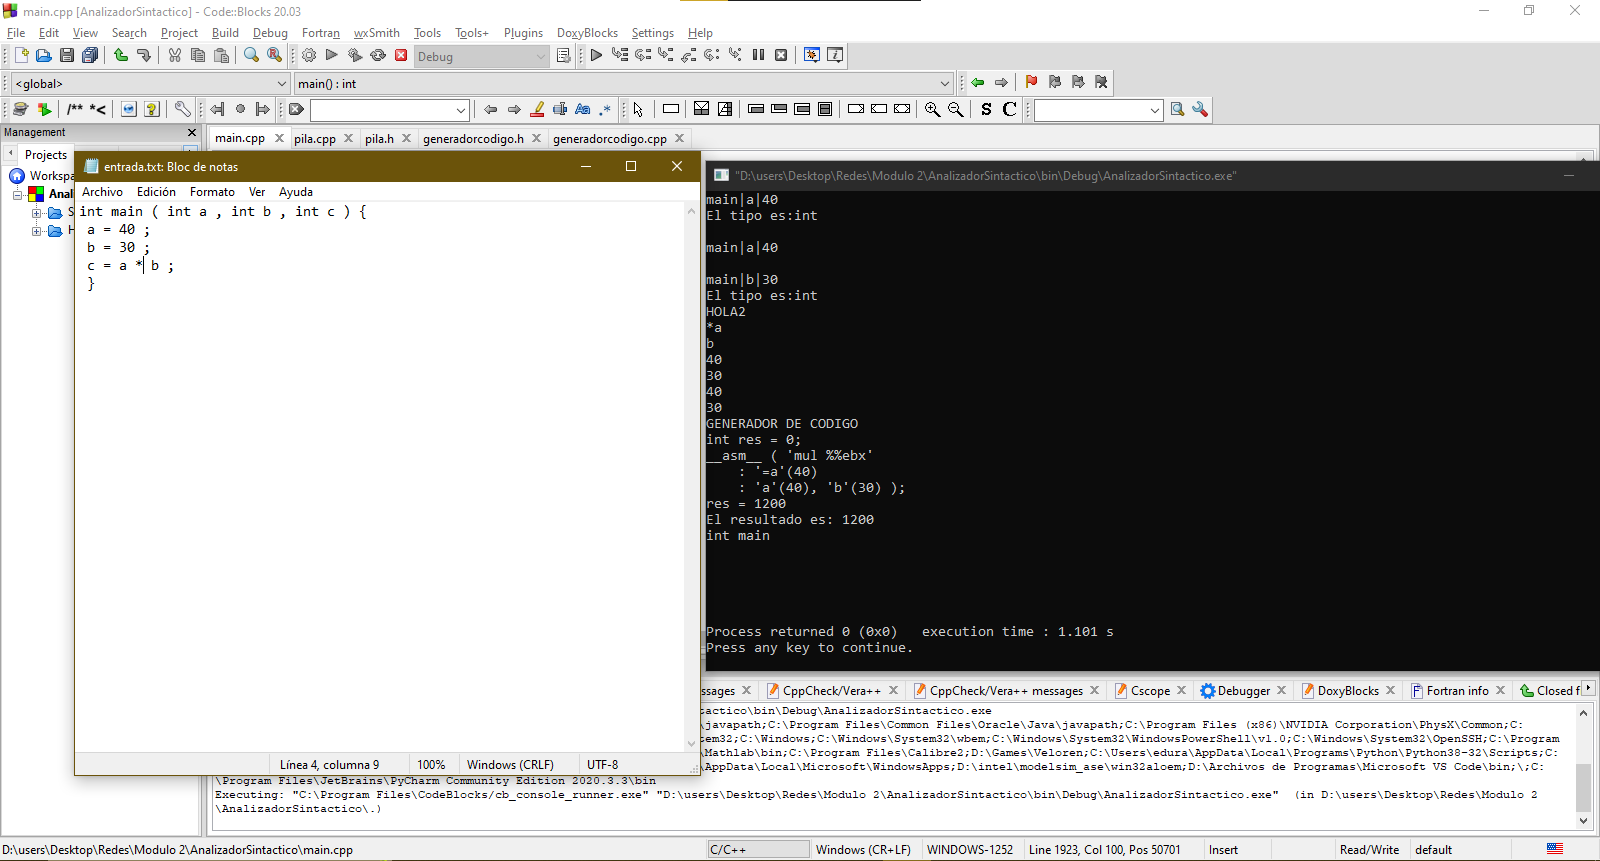 main.cpp [AnalizadorSintactico] - Code::Blocks 20.03
File Edit View Search Project Build Debug Fortran wxSmith Tools Tools+ Plugins DoxyBlocks Settings Help
Debug
<global> main() : int
/** *< Aa .* S C
Management
main.cpp pila.cpp pila.h generadorcodigo.h generadorcodigo.cpp
Projects
Workspa
Anal
S
H
entrada.txt: Bloc de notas
Archivo Edición Formato Ver Ayuda
int main ( int a , int b , int c ) {
a = 40 ;
b = 30 ;
c = a * b ;
}
Línea 4, columna 9 100% Windows (CRLF) UTF-8
"D:\users\Desktop\Redes\Modulo 2\AnalizadorSintactico\bin\Debug\AnalizadorSintactico.exe"
main|a|40
El tipo es:int
main|a|40
main|b|30
El tipo es:int
HOLA2
*a
b
40
30
40
30
GENERADOR DE CODIGO
int res = 0;
__asm__ ( 'mul %%ebx'
: '=a'(40)
: 'a'(40), 'b'(30) );
res = 1200
El resultado es: 1200
int main
Process returned 0 (0x0) execution time : 1.101 s
Press any key to continue.
ssages CppCheck/Vera++ CppCheck/Vera++ messages Cscope Debugger DoxyBlocks Fortran info Closed f
tactico\bin\Debug\AnalizadorSintactico.exe
\javapath;C:\Program Files\Common Files\Oracle\Java\javapath;C:\Program Files (x86)\NVIDIA Corporation\PhysX\Common;C:
tem32;C:\Windows;C:\Windows\System32\wbem;C:\Windows\System32\WindowsPowerShell\v1.0;C:\Windows\System32\OpenSSH;C:\Program
\Mathlab\bin;C:\Program Files\Calibre2;D:\Games\Veloren;C:\Users\edura\AppData\Local\Programs\Python\Python38-32\Scripts;C:
\AppData\Local\Microsoft\WindowsApps;D:\intel\modelsim_ase\win32aloem;D:\Archivos de Programas\Microsoft VS Code\bin;\;C:
\Program Files\JetBrains\PyCharm Community Edition 2020.3.3\bin
Executing: "C:\Program Files\CodeBlocks/cb_console_runner.exe" "D:\users\Desktop\Redes\Modulo 2\AnalizadorSintactico\bin\Debug\AnalizadorSintactico.exe" (in D:\users\Desktop\Redes\Modulo 2
\AnalizadorSintactico\.)
D:\users\Desktop\Redes\Modulo 2\AnalizadorSintactico\main.cpp C/C++ Windows (CR+LF) WINDOWS-1252 Line 1923, Col 100, Pos 50701 Insert Read/Write default